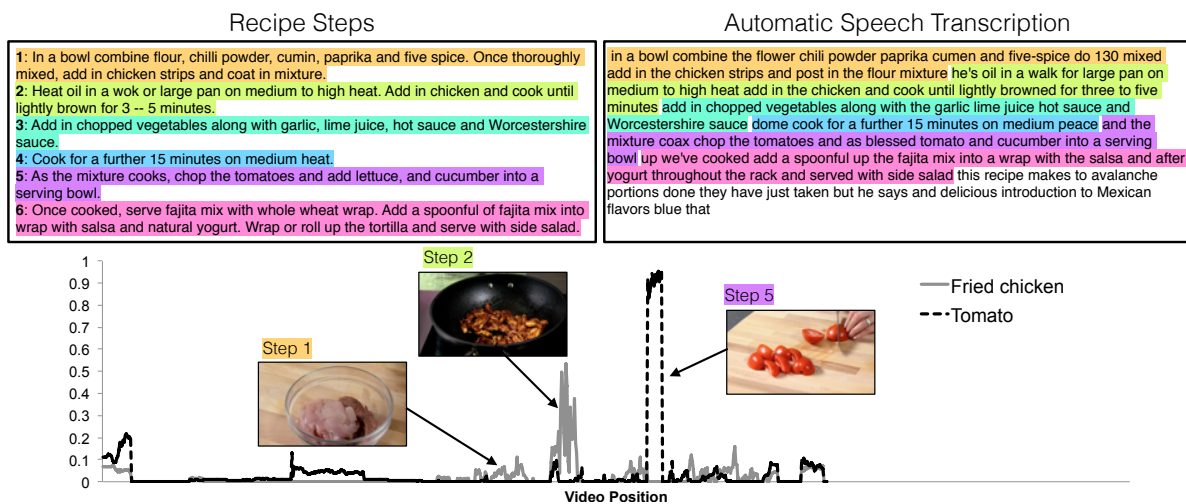 Recipe Steps
1: In a bowl combine flour, chilli powder, cumin, paprika and five spice. Once thoroughly
mixed, add in chicken strips and coat in mixture.
2: Heat oil in a wok or large pan on medium to high heat. Add in chicken and cook until
lightly brown for 3 -- 5 minutes.
3: Add in chopped vegetables along with garlic, lime juice, hot sauce and Worcestershire
sauce.
4: Cook for a further 15 minutes on medium heat.
5: As the mixture cooks, chop the tomatoes and add lettuce, and cucumber into a
serving bowl.
6: Once cooked, serve fajita mix with whole wheat wrap. Add a spoonful of fajita mix into
wrap with salsa and natural yogurt. Wrap or roll up the tortilla and serve with side salad.
Automatic Speech Transcription
in a bowl combine the flower chili powder paprika cumen and five-spice do 130 mixed
add in the chicken strips and post in the flour mixture he's oil in a walk for large pan on
medium to high heat add in the chicken and cook until lightly browned for three to five
minutes add in chopped vegetables along with the garlic lime juice hot sauce and
Worcestershire sauce dome cook for a further 15 minutes on medium peace and the
mixture coax chop the tomatoes and as blessed tomato and cucumber into a serving
bowl up we've cooked add a spoonful up the fajita mix into a wrap with the salsa and after
yogurt throughout the rack and served with side salad this recipe makes to avalanche
portions done they have just taken but he says and delicious introduction to Mexican
flavors blue that
1
0.9
0.8
0.7
0.6
0.5
0.4
0.3
0.2
0.1
0
Step 1
Step 2
Step 5
Fried chicken
Tomato
Video Position